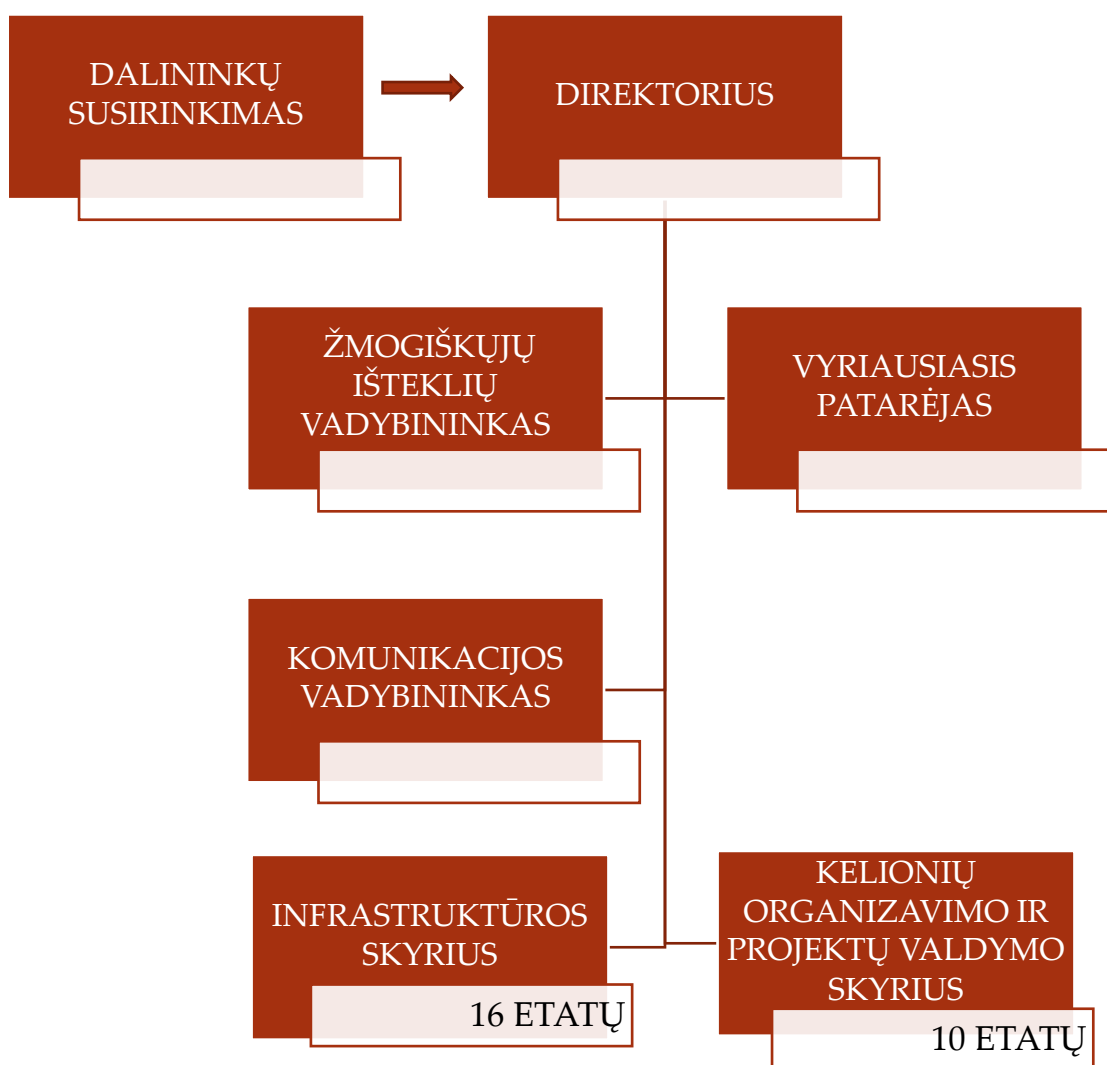 DALININKŲ
SUSIRINKIMAS
DIREKTORIUS
ŽMOGIŠKŲJŲ
IŠTEKLIŲ
VADYBININKAS
VYRIAUSIASIS
PATARĖJAS
KOMUNIKACIJOS
VADYBININKAS
INFRASTRUKTŪROS
SKYRIUS
16 ETATŲ
KELIONIŲ
ORGANIZAVIMO IR
PROJEKTŲ VALDYMO
SKYRIUS
10 ETATŲ